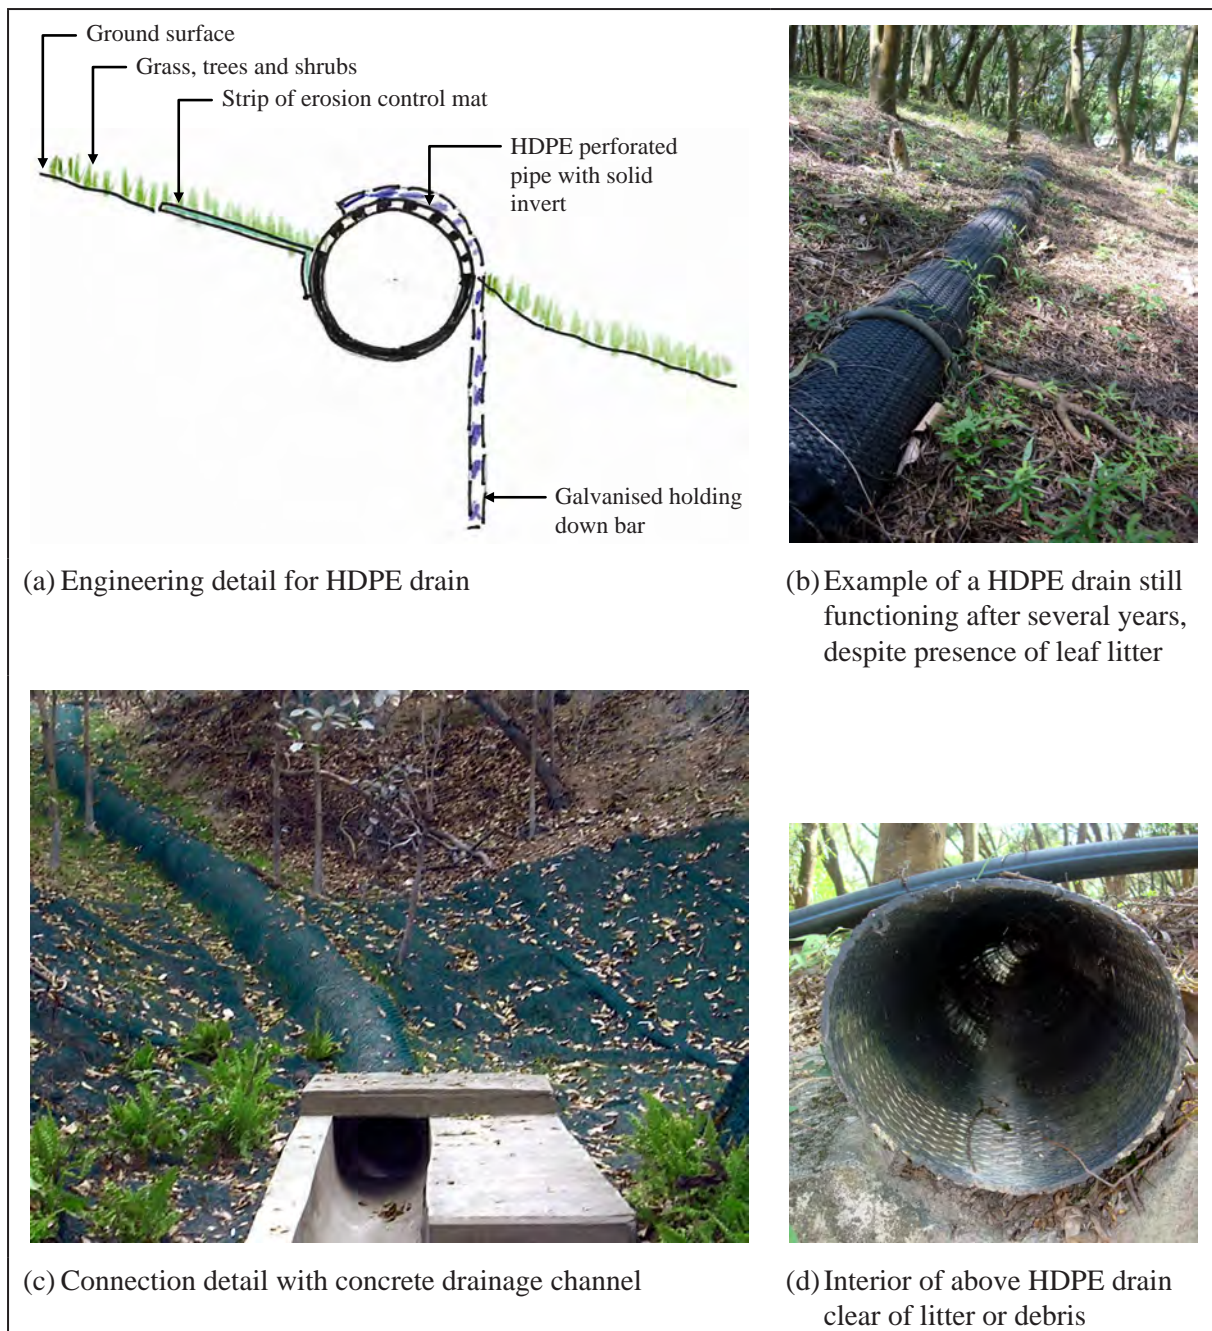 Ground surface
Grass, trees and shrubs
Strip of erosion control mat
HDPE perforated
pipe with solid
invert
Galvanised holding
down bar
(a) Engineering detail for HDPE drain
(b) Example of a HDPE drain still
functioning after several years,
despite presence of leaf litter
(c) Connection detail with concrete drainage channel
(d) Interior of above HDPE drain
clear of litter or debris